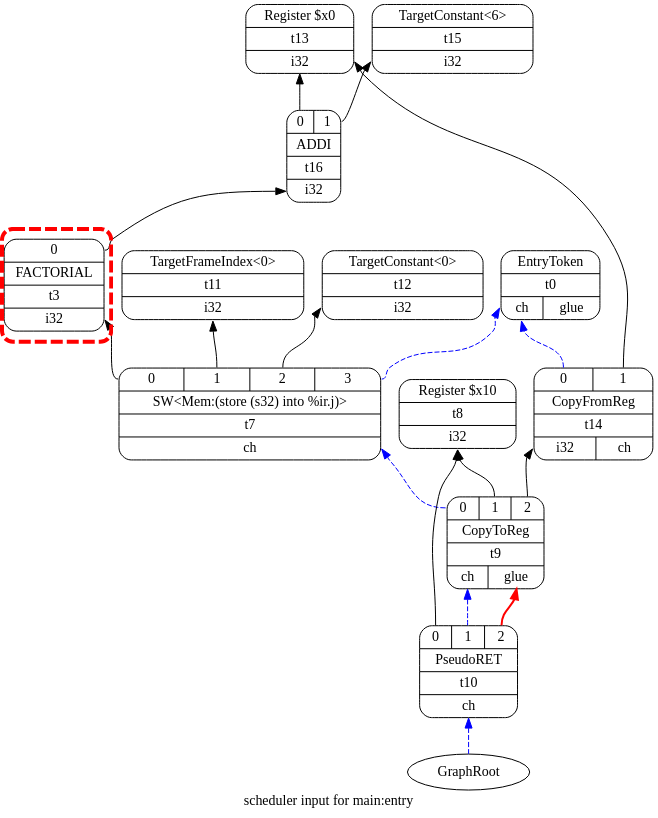 Register $x0
t13
i32
TargetConstant<6>
t15
i32
0 1
ADDI
t16
i32
0
FACTORIAL
t3
i32
TargetFrameIndex<0>
t11
i32
TargetConstant<0>
t12
i32
EntryToken
t0
ch glue
0 1 2 3
SW<Mem:(store (s32) into %ir.j)>
t7
ch
Register $x10
t8
i32
0 1
CopyFromReg
t14
i32 ch
0 1 2
CopyToReg
t9
ch glue
0 1 2
PseudoRET
t10
ch
GraphRoot
scheduler input for main:entry